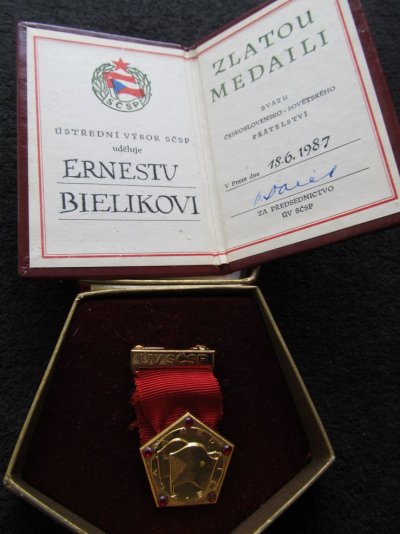 SČSP
ÚSTŘEDNÍ VÝBOR SČSP
uděluje
ERNESTU
BIELIKOVI
ZLATOU
MEDAILI
SVAZU
ČESKOSLOVENSKO-SOVĚTSKÉHO
PŘÁTELSTVÍ
V Praze dne 18.6.1987
ZA PŘEDSEDNICTVO
ÚV SČSP
ÚV SČSP